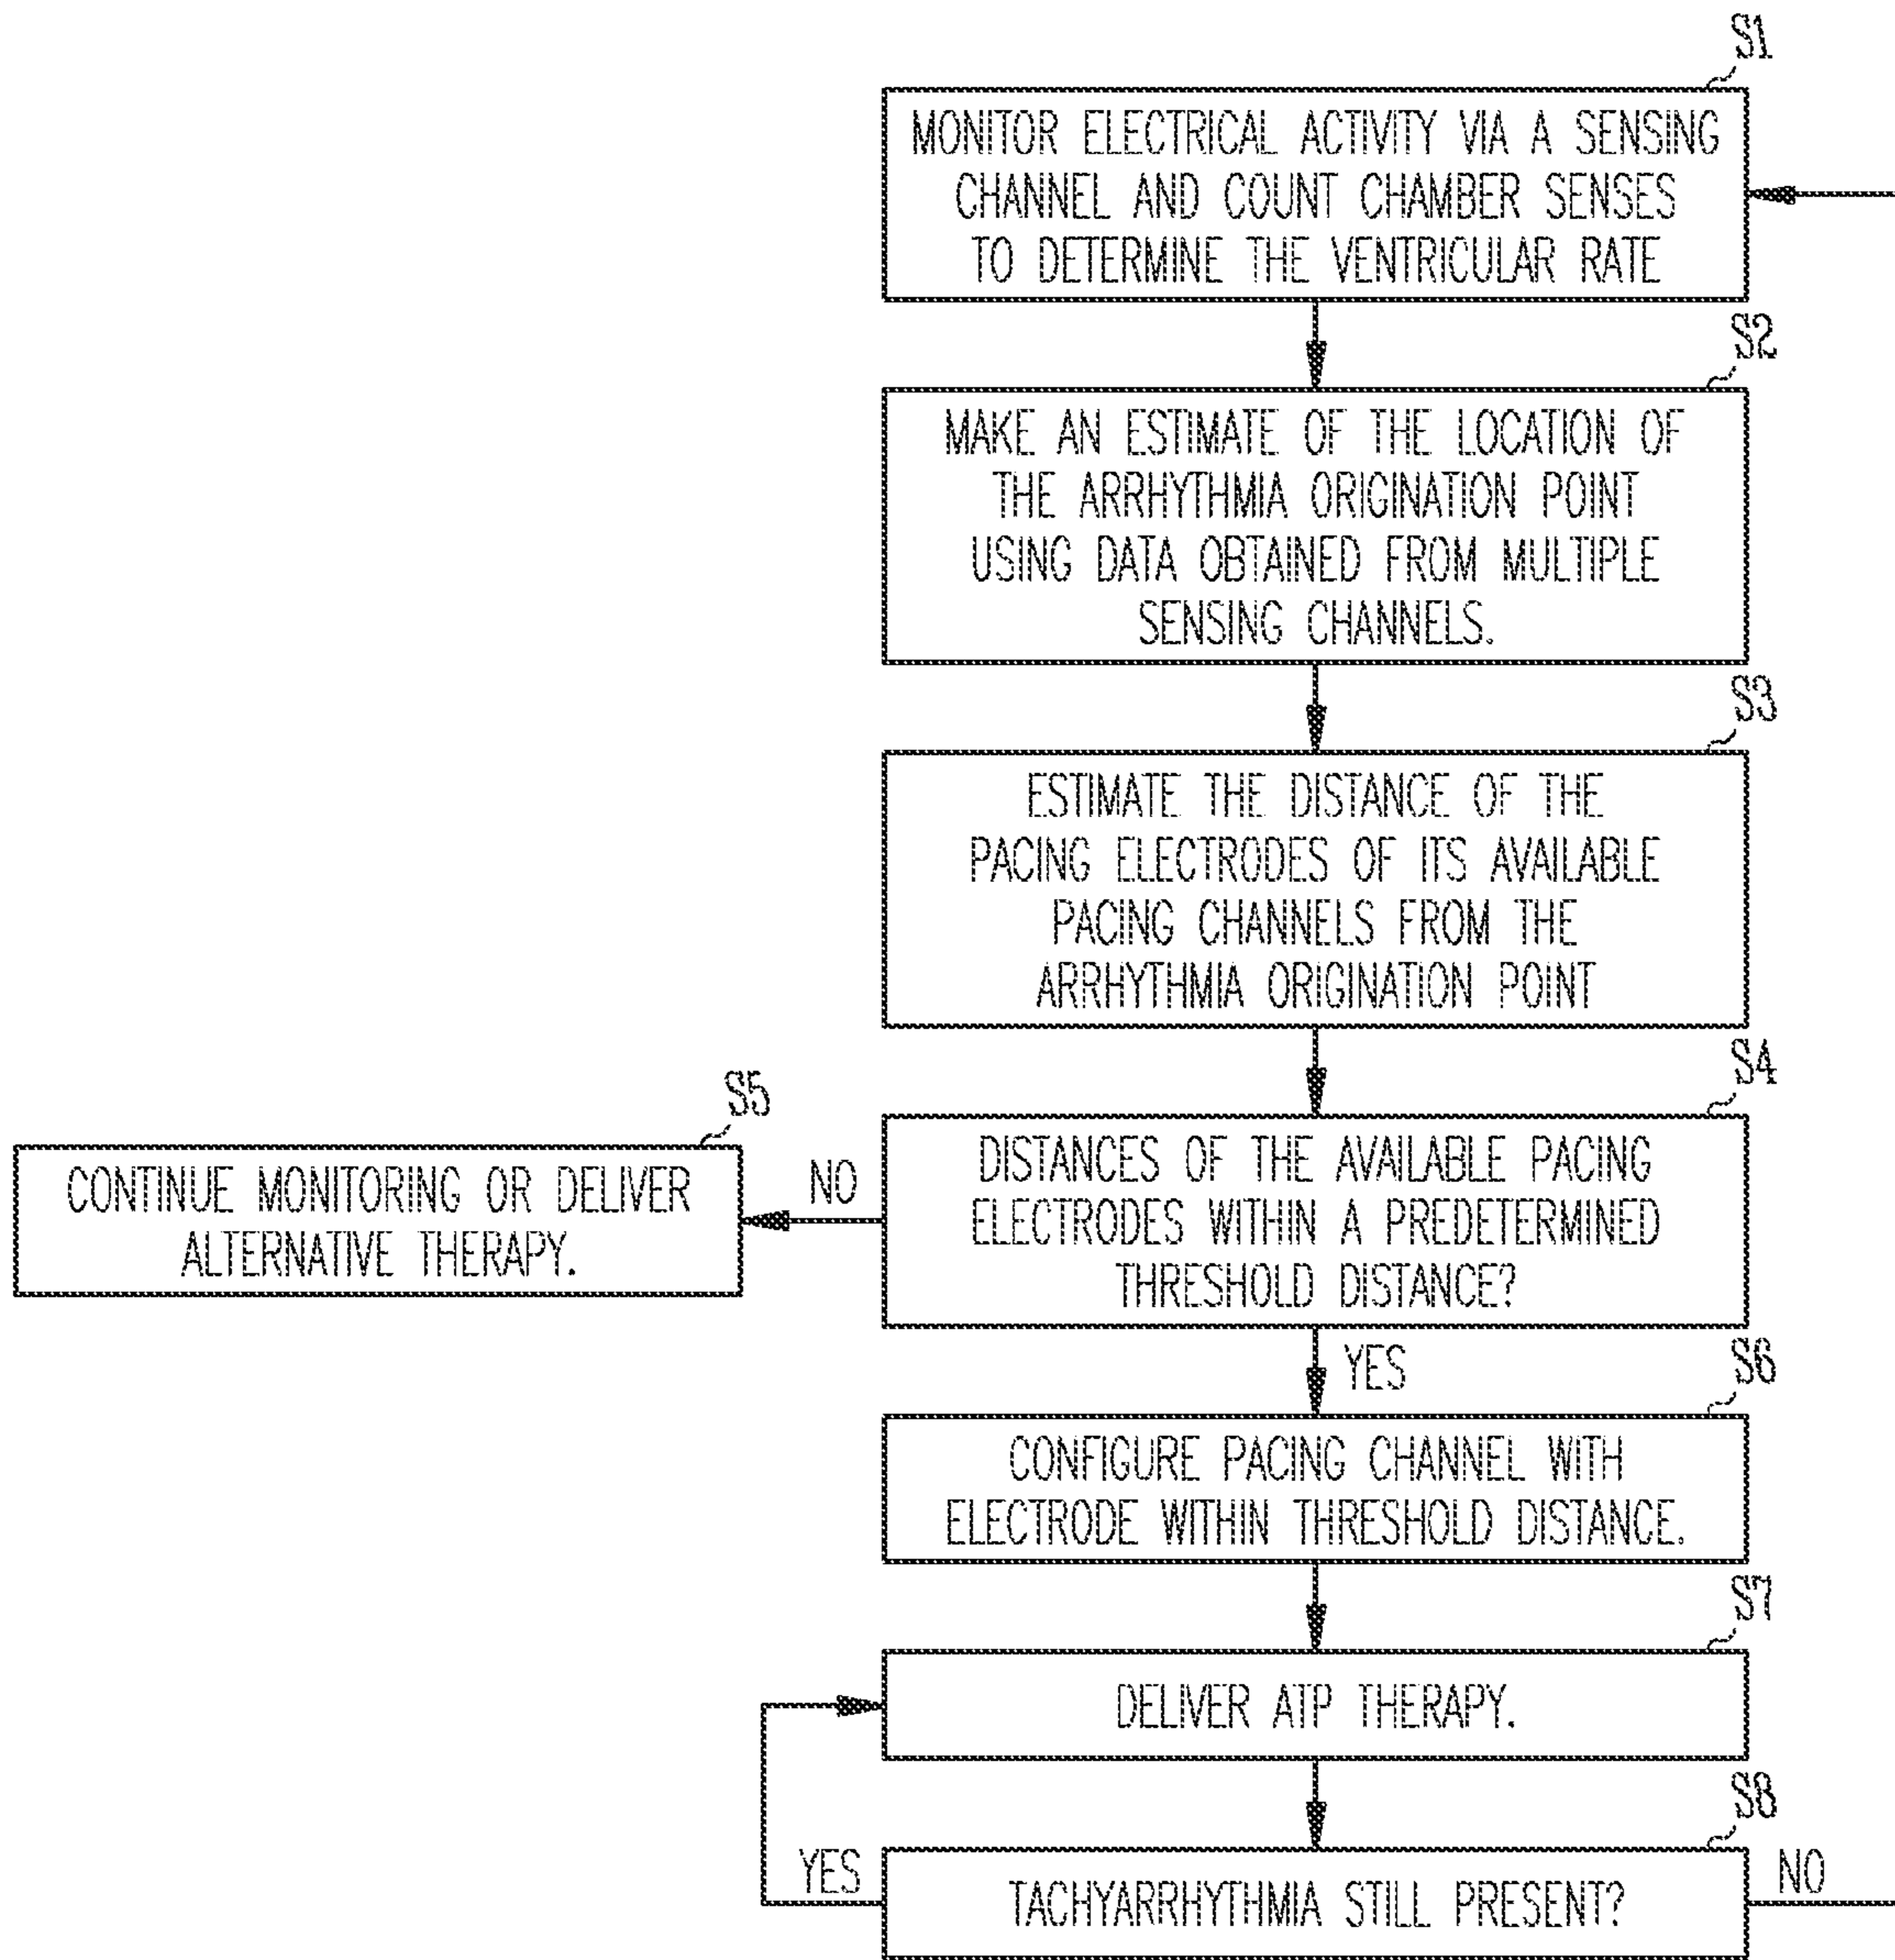 S1
MONITOR ELECTRICAL ACTIVITY VIA A SENSING
CHANNEL AND COUNT CHAMBER SENSES
TO DETERMINE THE VENTRICULAR RATE
S2
MAKE AN ESTIMATE OF THE LOCATION OF
THE ARRHYTHMIA ORIGINATION POINT
USING DATA OBTAINED FROM MULTIPLE
SENSING CHANNELS.
S3
ESTIMATE THE DISTANCE OF THE
PACING ELECTRODES OF ITS AVAILABLE
PACING CHANNELS FROM THE
ARRHYTHMIA ORIGINATION POINT
S4
DISTANCES OF THE AVAILABLE PACING
ELECTRODES WITHIN A PREDETERMINED
THRESHOLD DISTANCE?
NO
S5
CONTINUE MONITORING OR DELIVER
ALTERNATIVE THERAPY.
YES
S6
CONFIGURE PACING CHANNEL WITH
ELECTRODE WITHIN THRESHOLD DISTANCE.
S7
DELIVER ATP THERAPY.
S8
TACHYARRHYTHMIA STILL PRESENT?
YES
NO